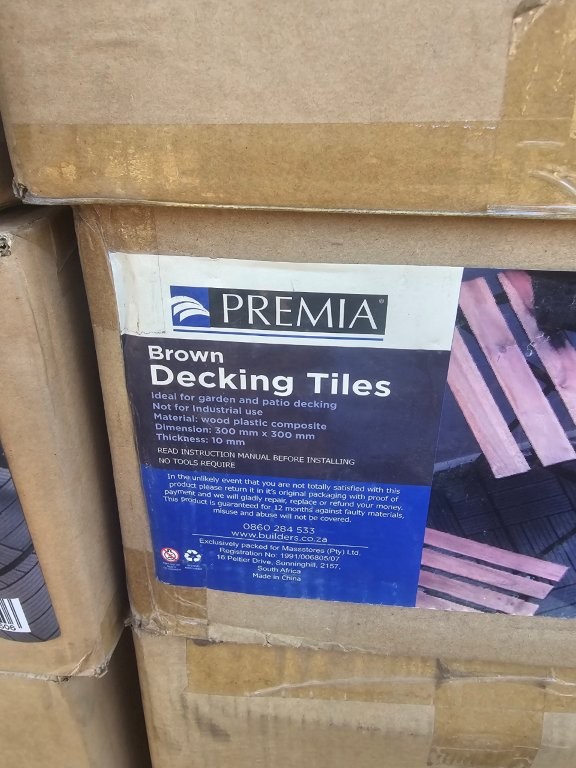 PREMIA®
Brown
Decking Tiles
Ideal for garden and patio decking
Not for Industrial use
Material: wood plastic composite
Dimension: 300 mm x 300 mm
Thickness: 10 mm
READ INSTRUCTION MANUAL BEFORE INSTALLING
NO TOOLS REQUIRE
In the unlikely event that you are not totally satisfied with this
product please return it in it's original packaging with proof of
payment and we will gladly repair, replace or refund your money.
This product is guaranteed for 12 months against faulty materials,
misuse and abuse will not be covered.
0860 284 533
www.builders.co.za
Exclusively packed for Massstores (Pty) Ltd.
Registration No: 1991/006805/07
16 Peltier Drive, Sunninghill, 2157,
South Africa
Made in China